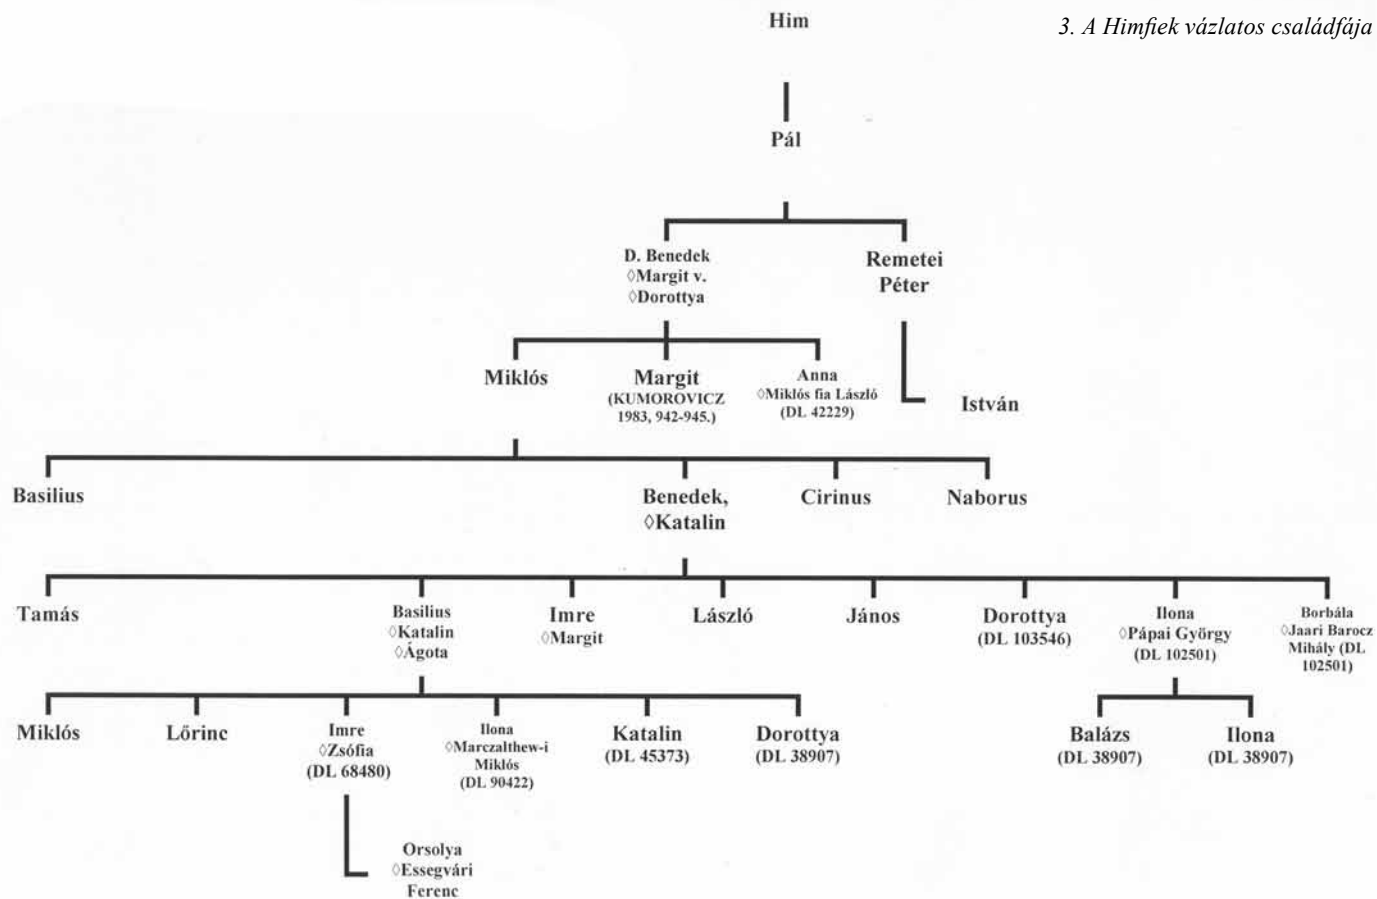 Him
3. A Himfiek vázlatos családfája
Pál
D. Benedek
◊Margit v.
◊Dorottya
Remetei
Péter
Miklós
Margit
(KUMOROVICZ
1983, 942-945.)
Anna
◊Miklós fia László
(DL 42229)
István
Basilius
Benedek,
◊Katalin
Cirinus
Naborus
Tamás
Basilius
◊Katalin
◊Ágota
Imre
◊Margit
László
János
Dorottya
(DL 103546)
Ilona
◊Pápai György
(DL 102501)
Borbála
◊Jaari Barocz
Mihály (DL
102501)
Miklós
Lőrinc
Imre
◊Zsófia
(DL 68480)
Ilona
◊Marczalthew-i
Miklós
(DL 90422)
Katalin
(DL 45373)
Dorottya
(DL 38907)
Balázs
(DL 38907)
Ilona
(DL 38907)
Orsolya
◊Essegvári
Ferenc